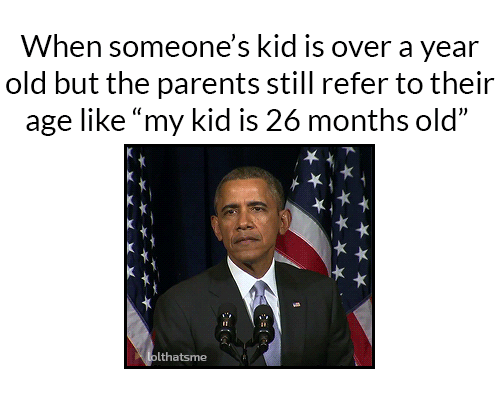 When someone’s kid is over a year
old but the parents still refer to their
age like “my kid is 26 months old”
lolthatsme